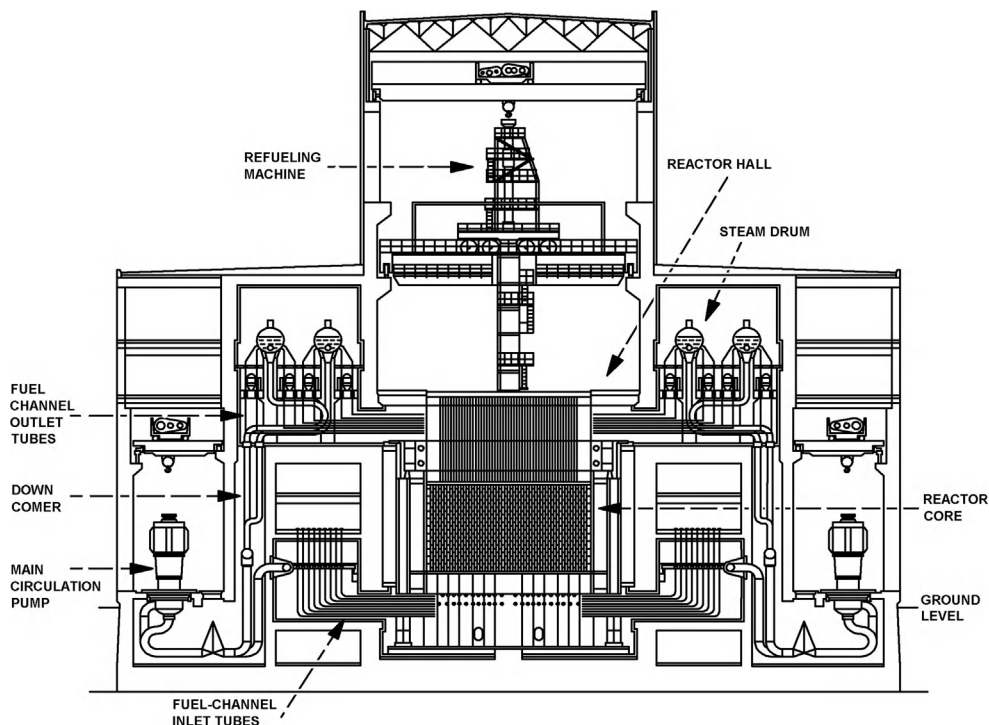 REFUELING
MACHINE
REACTOR HALL
STEAM DRUM
FUEL
CHANNEL
OUTLET
TUBES
DOWN
COMER
REACTOR
CORE
MAIN
CIRCULATION
PUMP
GROUND
LEVEL
FUEL-CHANNEL
INLET TUBES